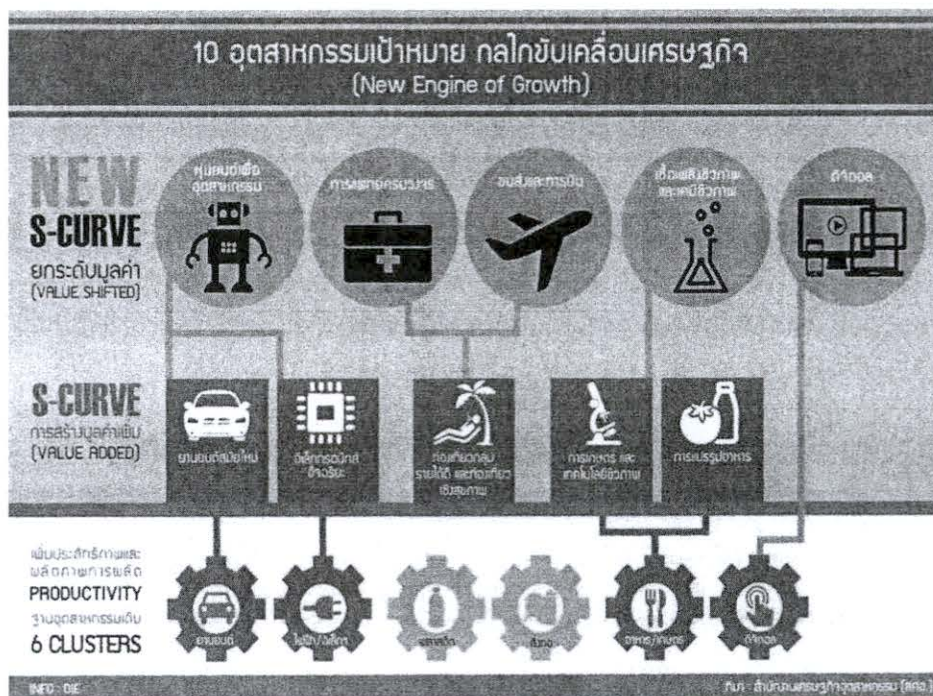 10 อุตสาหกรรมเป้าหมาย กลไกขับเคลื่อนเศรษฐกิจ
(New Engine of Growth)
NEW
S-CURVE
ยกระดับมูลค่า
(VALUE SHIFTED)
หุ่นยนต์เพื่อ
อุตสาหกรรม
การแพทย์ครบวงจร
ขนส่งและการบิน
เชื้อเพลิงชีวภาพ
และเคมีชีวภาพ
ดิจิตอล
S-CURVE
การสร้างมูลค่าเพิ่ม
(VALUE ADDED)
ยานยนต์สมัยใหม่
อิเล็กทรอนิกส์
อัจฉริยะ
ท่องเที่ยวกลุ่ม
รายได้ดี และท่องเที่ยว
เชิงสุขภาพ
การเกษตร และ
เทคโนโลยีชีวภาพ
การแปรรูปอาหาร
เพิ่มประสิทธิภาพและ
ผลิตภาพการผลิต
PRODUCTIVITY
ฐานอุตสาหกรรมเดิม
6 CLUSTERS
ยานยนต์
ไฟฟ้า/อิเล็กฯ
พลาสติก
สิ่งทอ
อาหาร/เกษตร
ดิจิตอล
INFO : OIE
ที่มา : สำนักงานเศรษฐกิจอุตสาหกรรม (สศอ.)